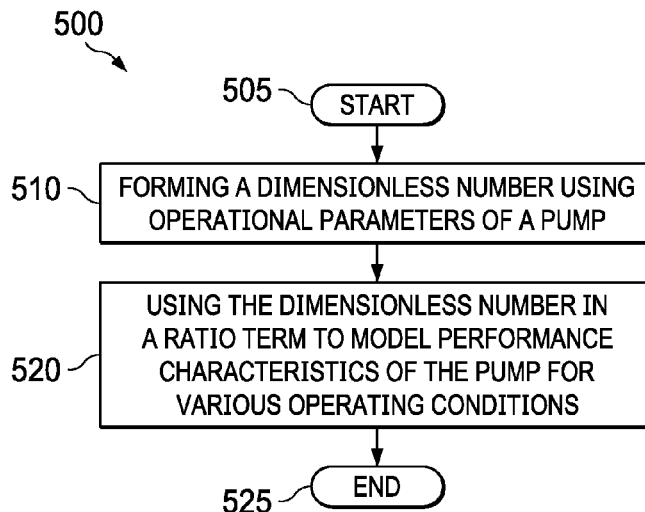 500
505
START
510
FORMING A DIMENSIONLESS NUMBER USING
OPERATIONAL PARAMETERS OF A PUMP
520
USING THE DIMENSIONLESS NUMBER IN
A RATIO TERM TO MODEL PERFORMANCE
CHARACTERISTICS OF THE PUMP FOR
VARIOUS OPERATING CONDITIONS
525
END